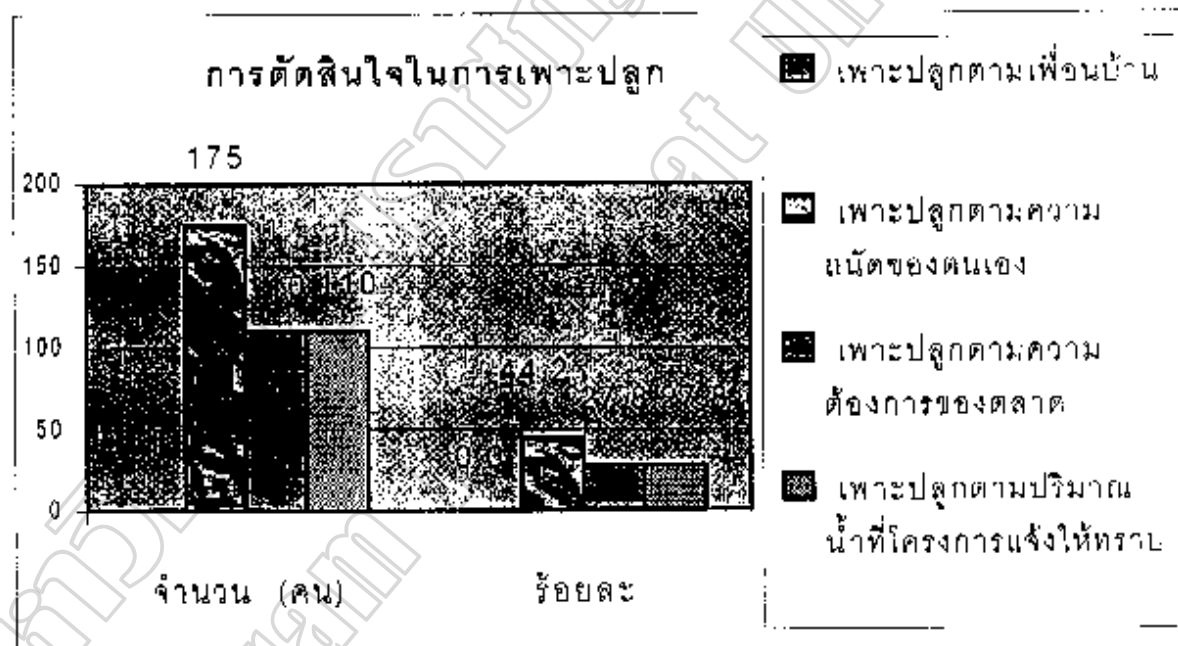 การตัดสินใจในการเพาะปลูก
175
200
150
110
100
44
50
0
จำนวน (คน)
ร้อยละ
เพาะปลูกตามเพื่อนบ้าน
เพาะปลูกตามความ
ถนัดของตนเอง
เพาะปลูกตามความ
ต้องการของตลาด
เพาะปลูกตามปริมาณ
น้ำที่โครงการแจ้งให้ทราบ